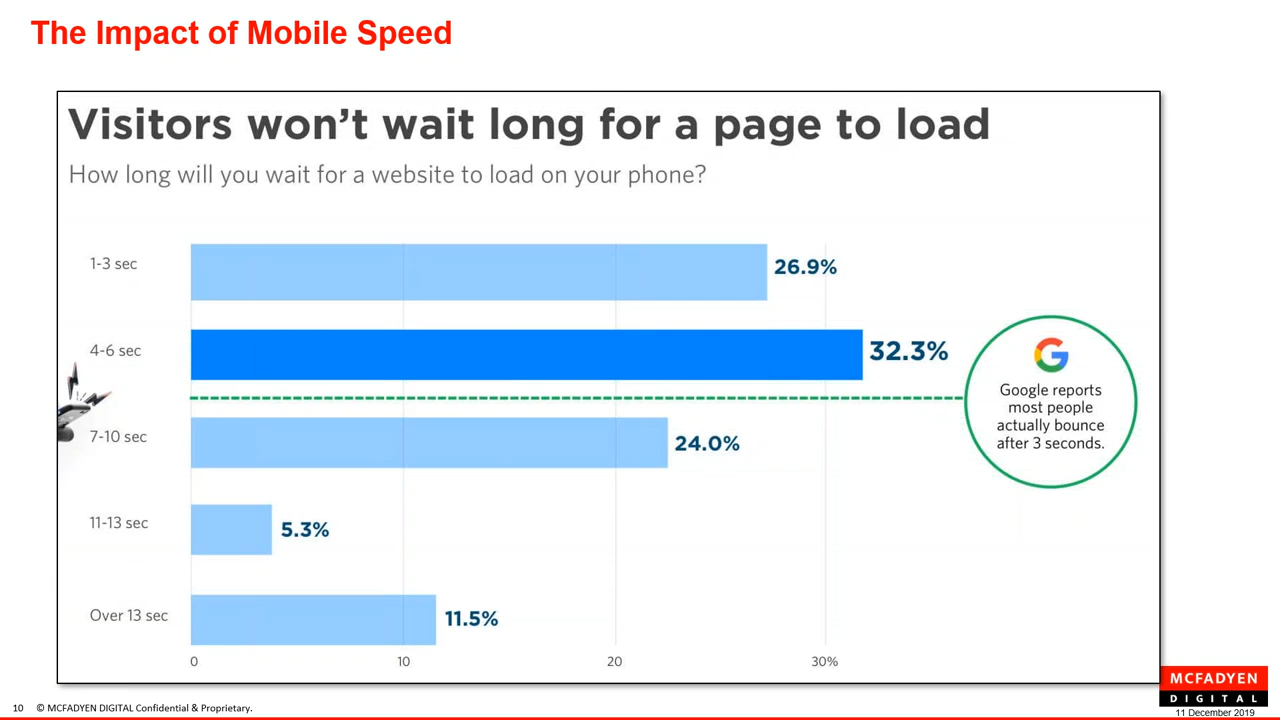 The Impact of Mobile Speed
Visitors won't wait long for a page to load
How long will you wait for a website to load on your phone?
1-3 sec
26.9%
4-6 sec
32.3%
Google reports
most people
actually bounce
after 3 seconds.
7-10 sec
24.0%
11-13 sec
5.3%
Over 13 sec
11.5%
0 10 20 30%
MCFADYEN
DIGITAL
10 © MCFADYEN DIGITAL Confidential & Proprietary.
11 December 2019